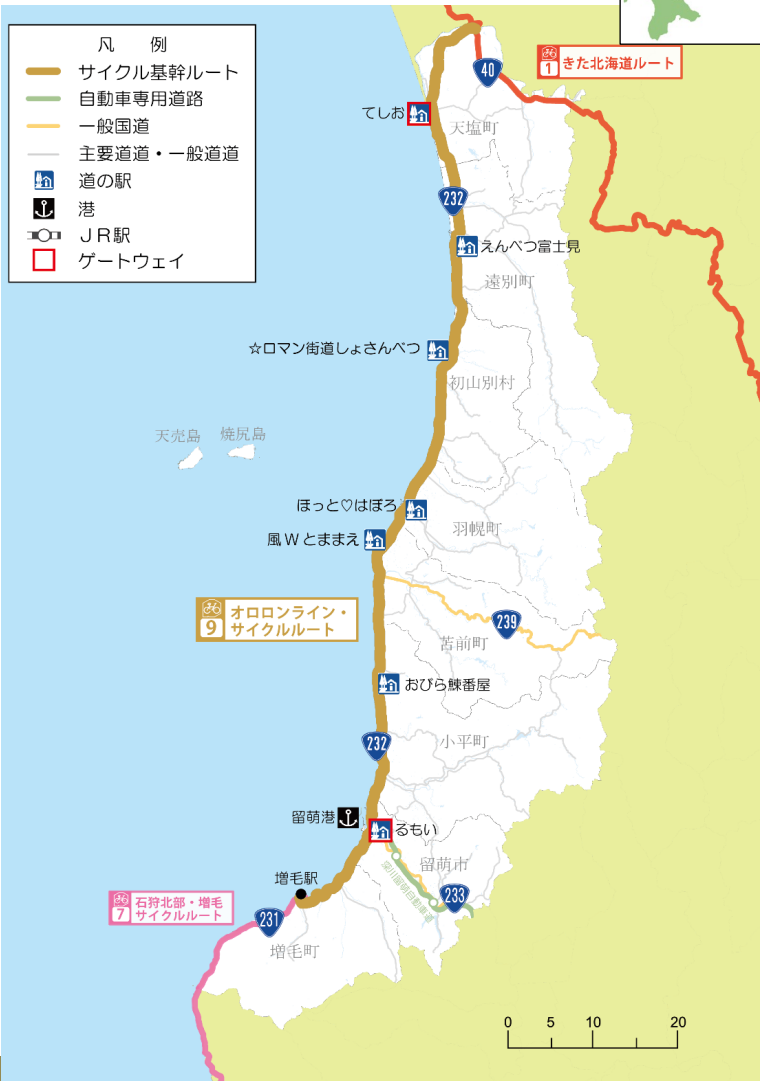 凡　例
サイクル基幹ルート
自動車専用道路
一般国道
主要道道・一般道道
道の駅
港
ＪＲ駅
ゲートウェイ
40
1 きた北海道ルート
てしお
天塩町
232
えんべつ富士見
遠別町
☆ロマン街道しょさんべつ
初山別村
天売島
焼尻島
ほっと♡はぼろ
羽幌町
風Ｗとままえ
9 オロロンライン・
サイクルルート
239
苫前町
おびら鰊番屋
小平町
232
留萌港
るもい
留萌市
深川留萌自動車道
233
増毛駅
7 石狩北部・増毛
サイクルルート
231
増毛町
0 5 10 20